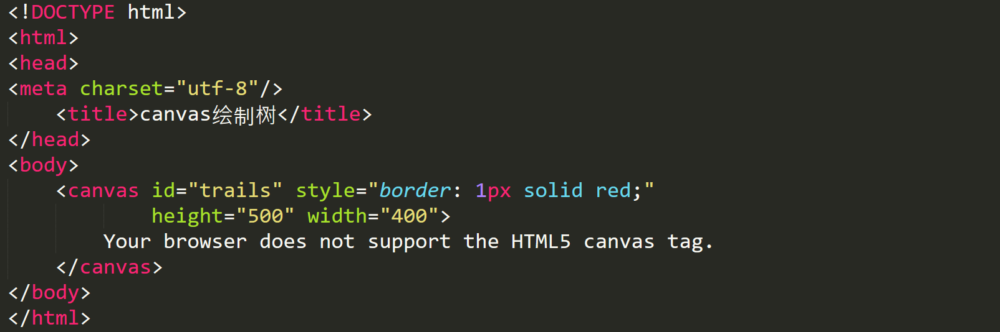 <!DOCTYPE html>
<html>
<head>
<meta charset="utf-8"/>
    <title>canvas绘制树</title>
</head>
<body>
    <canvas id="trails" style="border: 1px solid red;"
            height="500" width="400">
        Your browser does not support the HTML5 canvas tag.
    </canvas>
</body>
</html>